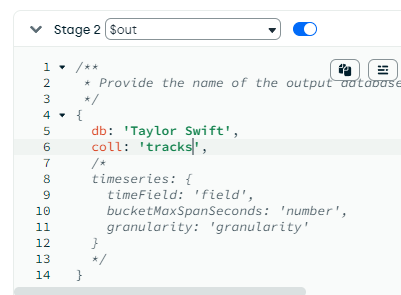 Stage 2 $out
1 /**
2 * Provide the name of the output database
3 */
4 {
5 db: 'Taylor Swift',
6 coll: 'tracks',
7 /*
8 timeseries: {
9 timeField: 'field',
10 bucketMaxSpanSeconds: 'number',
11 granularity: 'granularity'
12 }
13 */
14 }